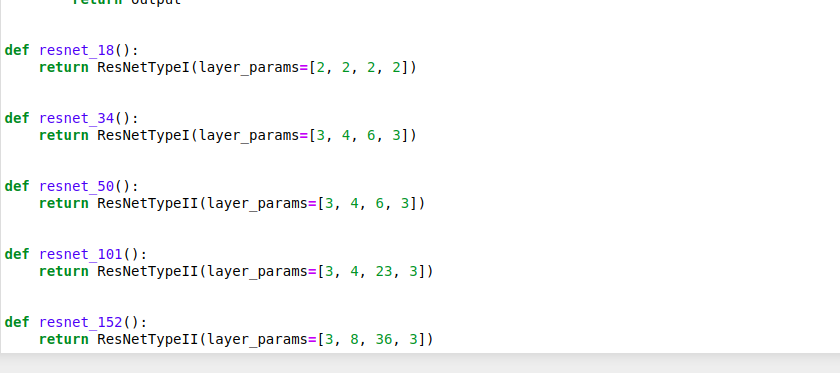 return output
def resnet_18():
    return ResNetTypeI(layer_params=[2, 2, 2, 2])
def resnet_34():
    return ResNetTypeI(layer_params=[3, 4, 6, 3])
def resnet_50():
    return ResNetTypeII(layer_params=[3, 4, 6, 3])
def resnet_101():
    return ResNetTypeII(layer_params=[3, 4, 23, 3])
def resnet_152():
    return ResNetTypeII(layer_params=[3, 8, 36, 3])